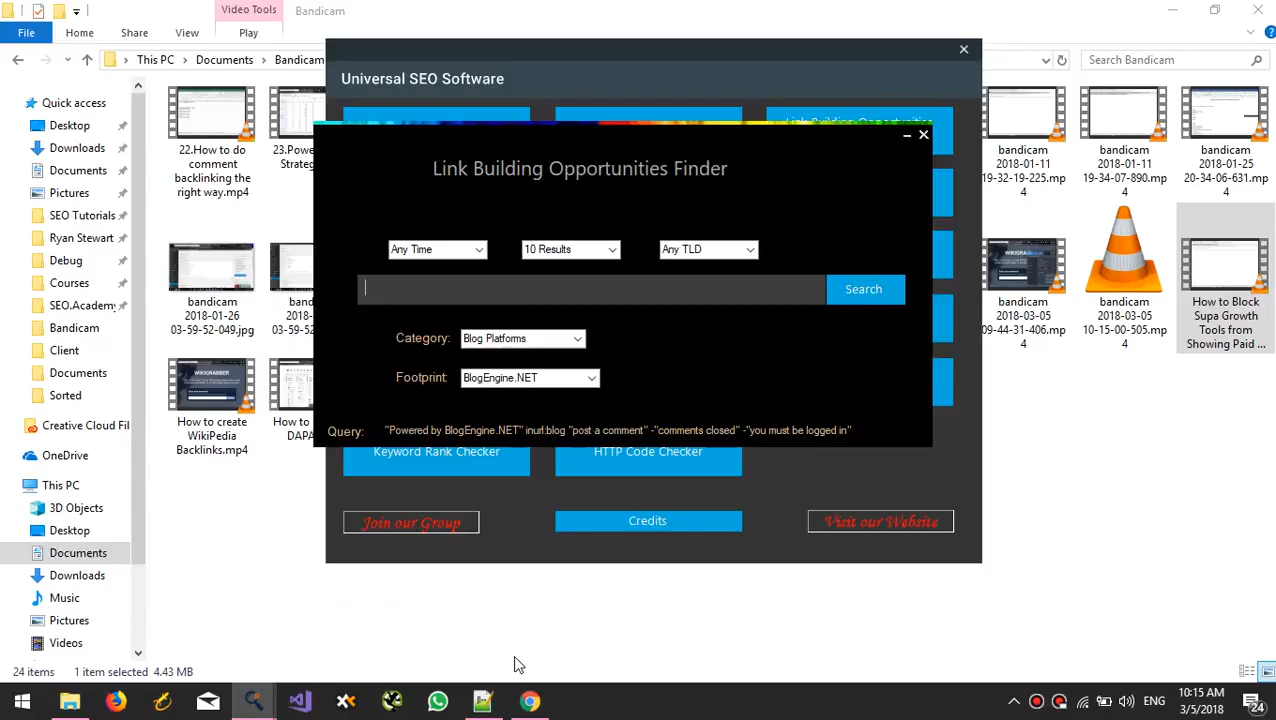 Video Tools
Bandicam
File
Home
Share
View
Play
This PC
Documents
Bandicam
Search Bandicam
Quick access
Desktop
Downloads
Documents
Pictures
SEO Tutorials
Ryan Stewart
Debug
Courses
SEO.Academy
Bandicam
Client
Documents
Sorted
Creative Cloud Fil
OneDrive
This PC
3D Objects
Desktop
Documents
Downloads
Music
Pictures
Videos
22.How to do
comment
backlinking the
right way.mp4
23.Powe
Strateg
bandicam
2018-01-11
19-32-19-225.mp
4
bandicam
2018-01-11
19-34-07-890.mp
4
bandicam
2018-01-25
20-34-06-631.mp
4
bandicam
2018-01-26
03-59-52-049.jpg
bandi
2018-01
03-59-52
bandicam
2018-03-05
09-44-31-406.mp
4
bandicam
2018-03-05
10-15-00-505.mp
4
How to Block
Supa Growth
Tools from
Showing Paid ...
How to create
WikiPedia
Backlinks.mp4
How to
DAPA
Universal SEO Software
Link Building Opportunities
Link Building Opportunities Finder
Any Time
10 Results
Any TLD
Search
Category:
Blog Platforms
Footprint:
BlogEngine.NET
Query:
"Powered by BlogEngine.NET" inurl:blog "post a comment" -"comments closed" -"you must be logged in"
Keyword Rank Checker
HTTP Code Checker
Join our Group
Credits
Visit our Website
24 items
1 item selected
4.43 MB
ENG
10:15 AM
3/5/2018
24